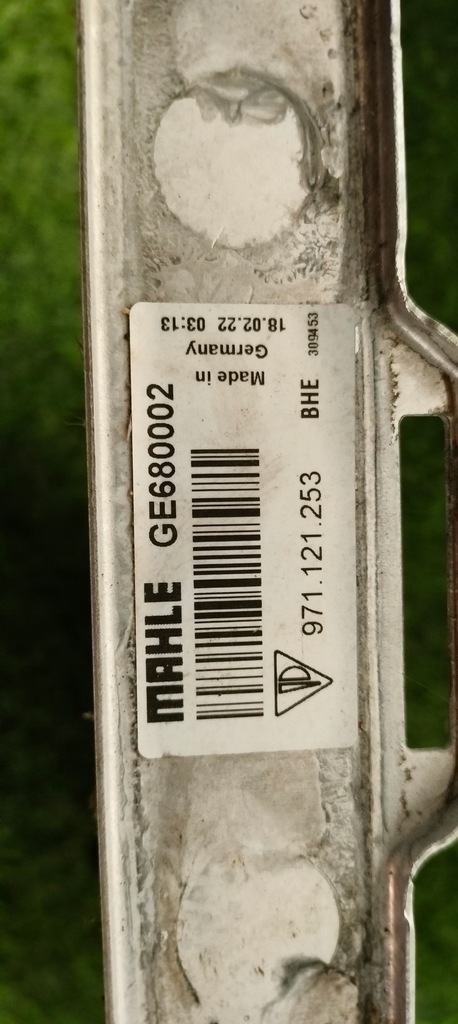 MAHLE GE680002
971.121.253 BHE
309453
Made in
Germany
18.02.22 03:13